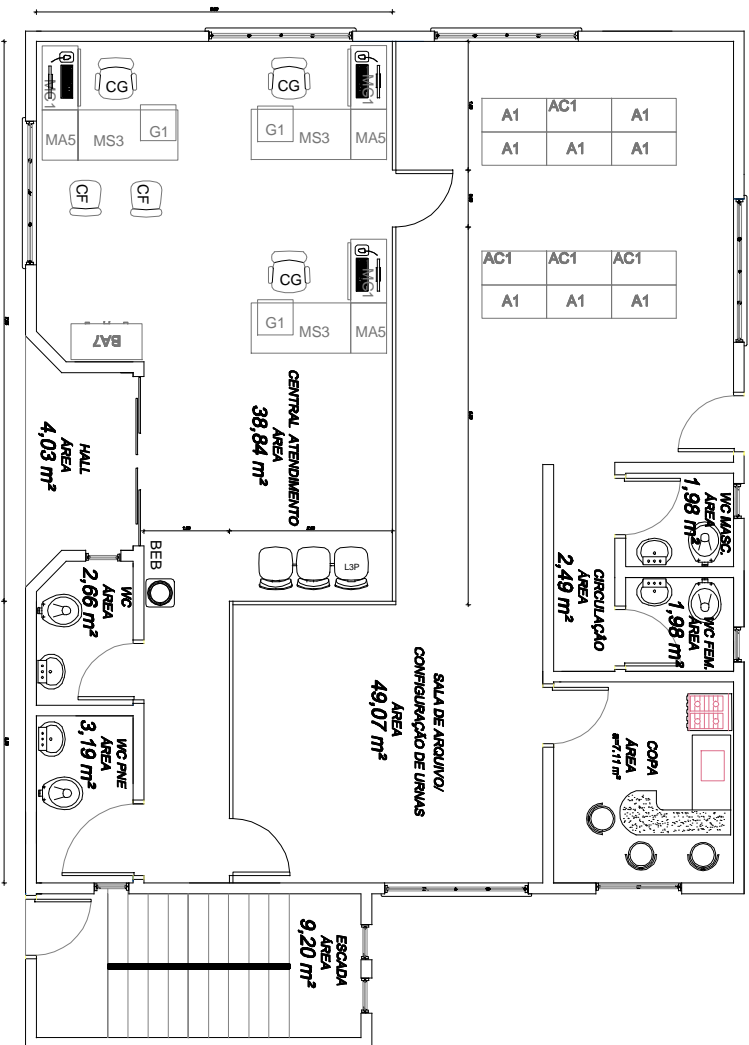 MG1
CG
MA5
MS3
G1
CF
CF
CG
MG1
G1
MS3
MA5
CG
MG1
G1
MS3
MA5
BA7
A1
AC1
A1
A1
A1
A1
AC1
AC1
AC1
A1
A1
A1
CENTRAL ATENDIMENTO
ÁREA
38,84 m²
HALL
ÁREA
4,03 m²
BEB
L3P
WC
ÁREA
2,66 m²
WC PNE
ÁREA
3,19 m²
WC MASC.
ÁREA
1,98 m²
WC FEM.
ÁREA
1,98 m²
CIRCULAÇÃO
ÁREA
2,49 m²
SALA DE ARQUIVO/
CONFIGURAÇÃO DE URNAS
ÁREA
49,07 m²
COPA
ÁREA
a=7.11 m²
ESCADA
ÁREA
9,20 m²